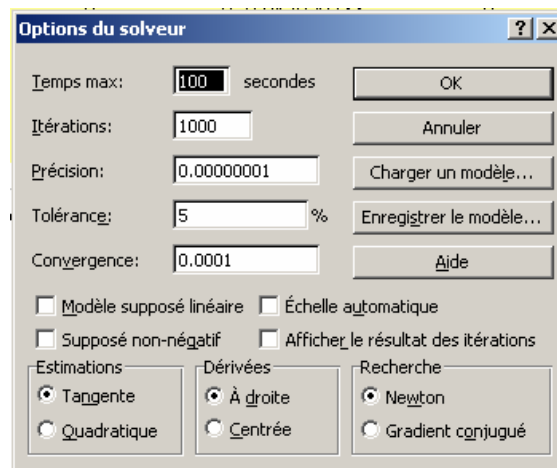 Options du solveur
Temps max: 100 secondes OK
Itérations: 1000 Annuler
Précision: 0.00000001 Charger un modèle...
Tolérance: 5 % Enregistrer le modèle...
Convergence: 0.0001 Aide
Modèle supposé linéaire Échelle automatique
Supposé non-négatif Afficher le résultat des itérations
Estimations Dérivées Recherche
Tangente À droite Newton
Quadratique Centrée Gradient conjugué